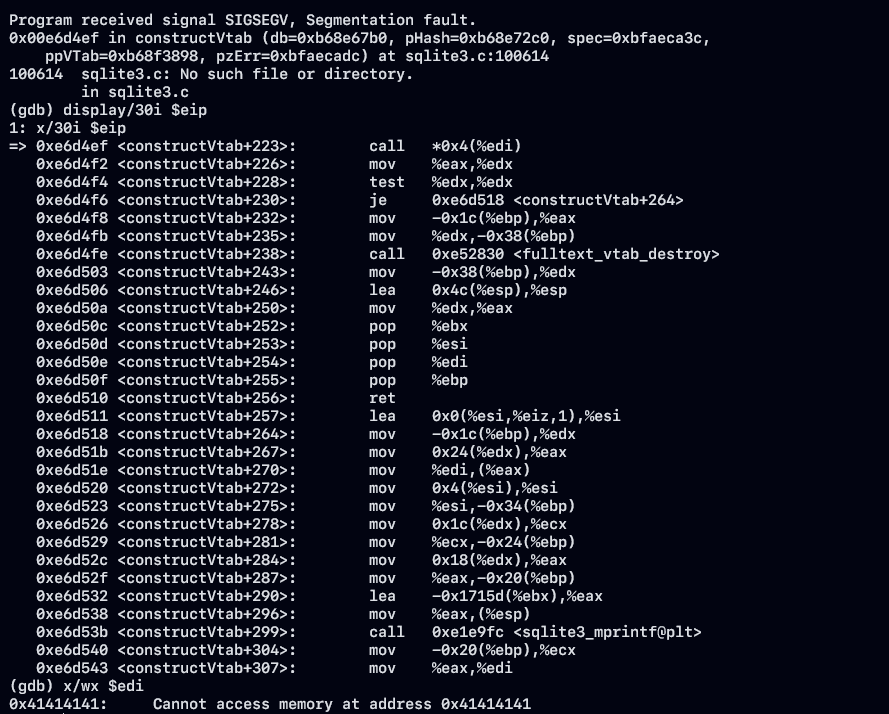 Program received signal SIGSEGV, Segmentation fault.
0x00e6d4ef in constructVtab (db=0xb68e67b0, pHash=0xb68e72c0, spec=0xbfaeca3c,
    ppVTab=0xb68f3898, pzErr=0xbfaecadc) at sqlite3.c:100614
100614  sqlite3.c: No such file or directory.
        in sqlite3.c
(gdb) display/30i $eip
1: x/30i $eip
=> 0xe6d4ef <constructVtab+223>:        call   *0x4(%edi)
   0xe6d4f2 <constructVtab+226>:        mov    %eax,%edx
   0xe6d4f4 <constructVtab+228>:        test   %edx,%edx
   0xe6d4f6 <constructVtab+230>:        je     0xe6d518 <constructVtab+264>
   0xe6d4f8 <constructVtab+232>:        mov    -0x1c(%ebp),%eax
   0xe6d4fb <constructVtab+235>:        mov    %edx,-0x38(%ebp)
   0xe6d4fe <constructVtab+238>:        call   0xe52830 <fulltext_vtab_destroy>
   0xe6d503 <constructVtab+243>:        mov    -0x38(%ebp),%edx
   0xe6d506 <constructVtab+246>:        lea    0x4c(%esp),%esp
   0xe6d50a <constructVtab+250>:        mov    %edx,%eax
   0xe6d50c <constructVtab+252>:        pop    %ebx
   0xe6d50d <constructVtab+253>:        pop    %esi
   0xe6d50e <constructVtab+254>:        pop    %edi
   0xe6d50f <constructVtab+255>:        pop    %ebp
   0xe6d510 <constructVtab+256>:        ret
   0xe6d511 <constructVtab+257>:        lea    0x0(%esi,%eiz,1),%esi
   0xe6d518 <constructVtab+264>:        mov    -0x1c(%ebp),%edx
   0xe6d51b <constructVtab+267>:        mov    0x24(%edx),%eax
   0xe6d51e <constructVtab+270>:        mov    %edi,(%eax)
   0xe6d520 <constructVtab+272>:        mov    0x4(%esi),%esi
   0xe6d523 <constructVtab+275>:        mov    %esi,-0x34(%ebp)
   0xe6d526 <constructVtab+278>:        mov    0x1c(%edx),%ecx
   0xe6d529 <constructVtab+281>:        mov    %ecx,-0x24(%ebp)
   0xe6d52c <constructVtab+284>:        mov    0x18(%edx),%eax
   0xe6d52f <constructVtab+287>:        mov    %eax,-0x20(%ebp)
   0xe6d532 <constructVtab+290>:        lea    -0x1715d(%ebx),%eax
   0xe6d538 <constructVtab+296>:        mov    %eax,(%esp)
   0xe6d53b <constructVtab+299>:        call   0xe1e9fc <sqlite3_mprintf@plt>
   0xe6d540 <constructVtab+304>:        mov    -0x20(%ebp),%ecx
   0xe6d543 <constructVtab+307>:        mov    %eax,%edi
(gdb) x/wx $edi
0x41414141:     Cannot access memory at address 0x41414141